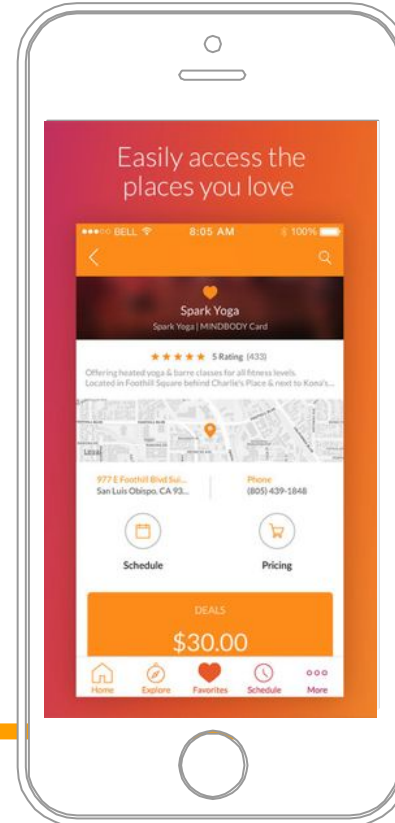 Easily access the
places you love
BELL 8:05 AM 100%
Spark Yoga
Spark Yoga | MINDBODY Card
5 Rating (433)
Offering heated yoga & barre classes for all fitness levels.
Located in Foothill Square behind Charlie's Place & next to Kona's...
977 E Foothill Blvd Sui... Phone
San Luis Obispo, CA 93... (805) 439-1848
Schedule Pricing
DEALS
$30.00
Home Explore Favorites Schedule More